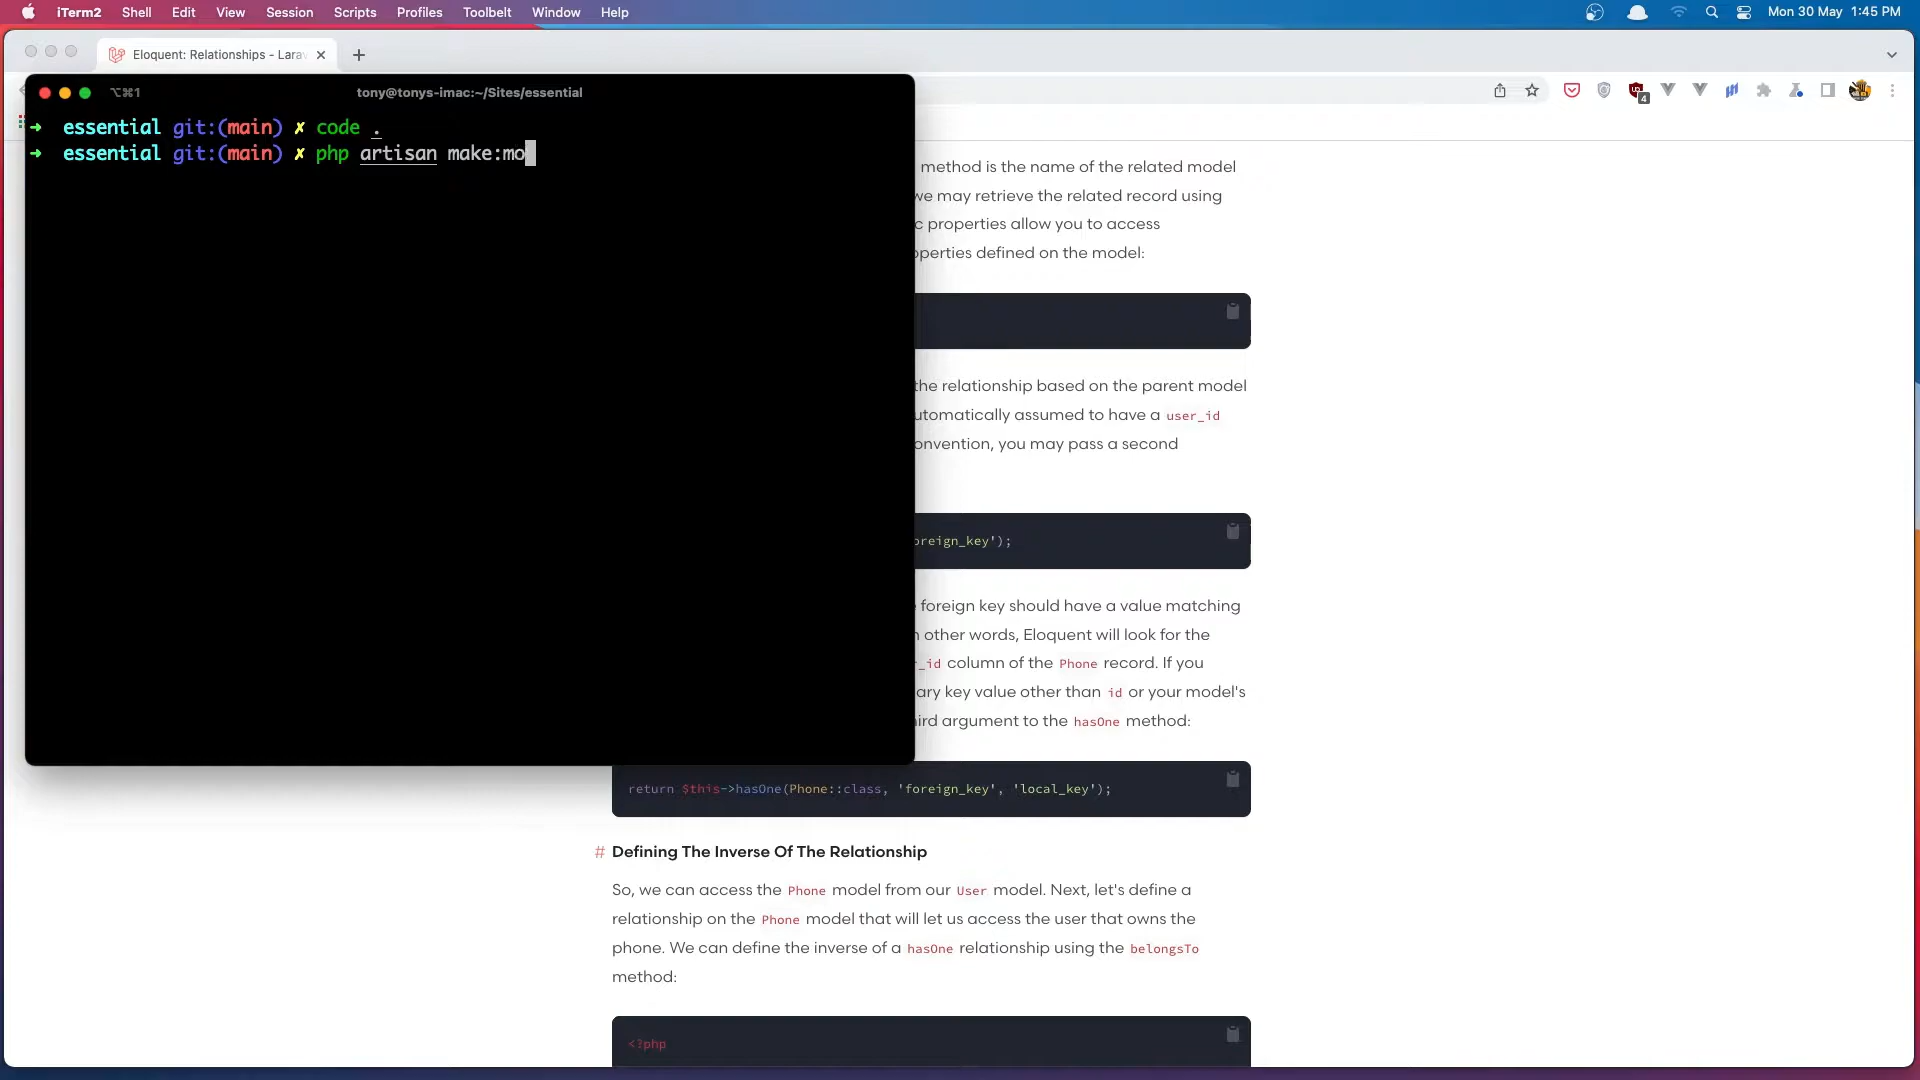 iTerm2 Shell Edit View Session Scripts Profiles Toolbelt Window Help Mon 30 May 1:45 PM
Eloquent: Relationships - Lara
⌥⌘1 tony@tonys-imac:~/Sites/essential
➜ essential git:(main) ✗ code .
➜ essential git:(main) ✗ php artisan make:mo
4
method is the name of the related model
we may retrieve the related record using
c properties allow you to access
operties defined on the model:
the relationship based on the parent model
utomatically assumed to have a user_id
onvention, you may pass a second
oreign_key');
foreign key should have a value matching
n other words, Eloquent will look for the
r_id column of the Phone record. If you
ary key value other than id or your model's
hird argument to the hasOne method:
return $this->hasOne(Phone::class, 'foreign_key', 'local_key');
# Defining The Inverse Of The Relationship
So, we can access the Phone model from our User model. Next, let's define a
relationship on the Phone model that will let us access the user that owns the
phone. We can define the inverse of a hasOne relationship using the belongsTo
method:
<?php